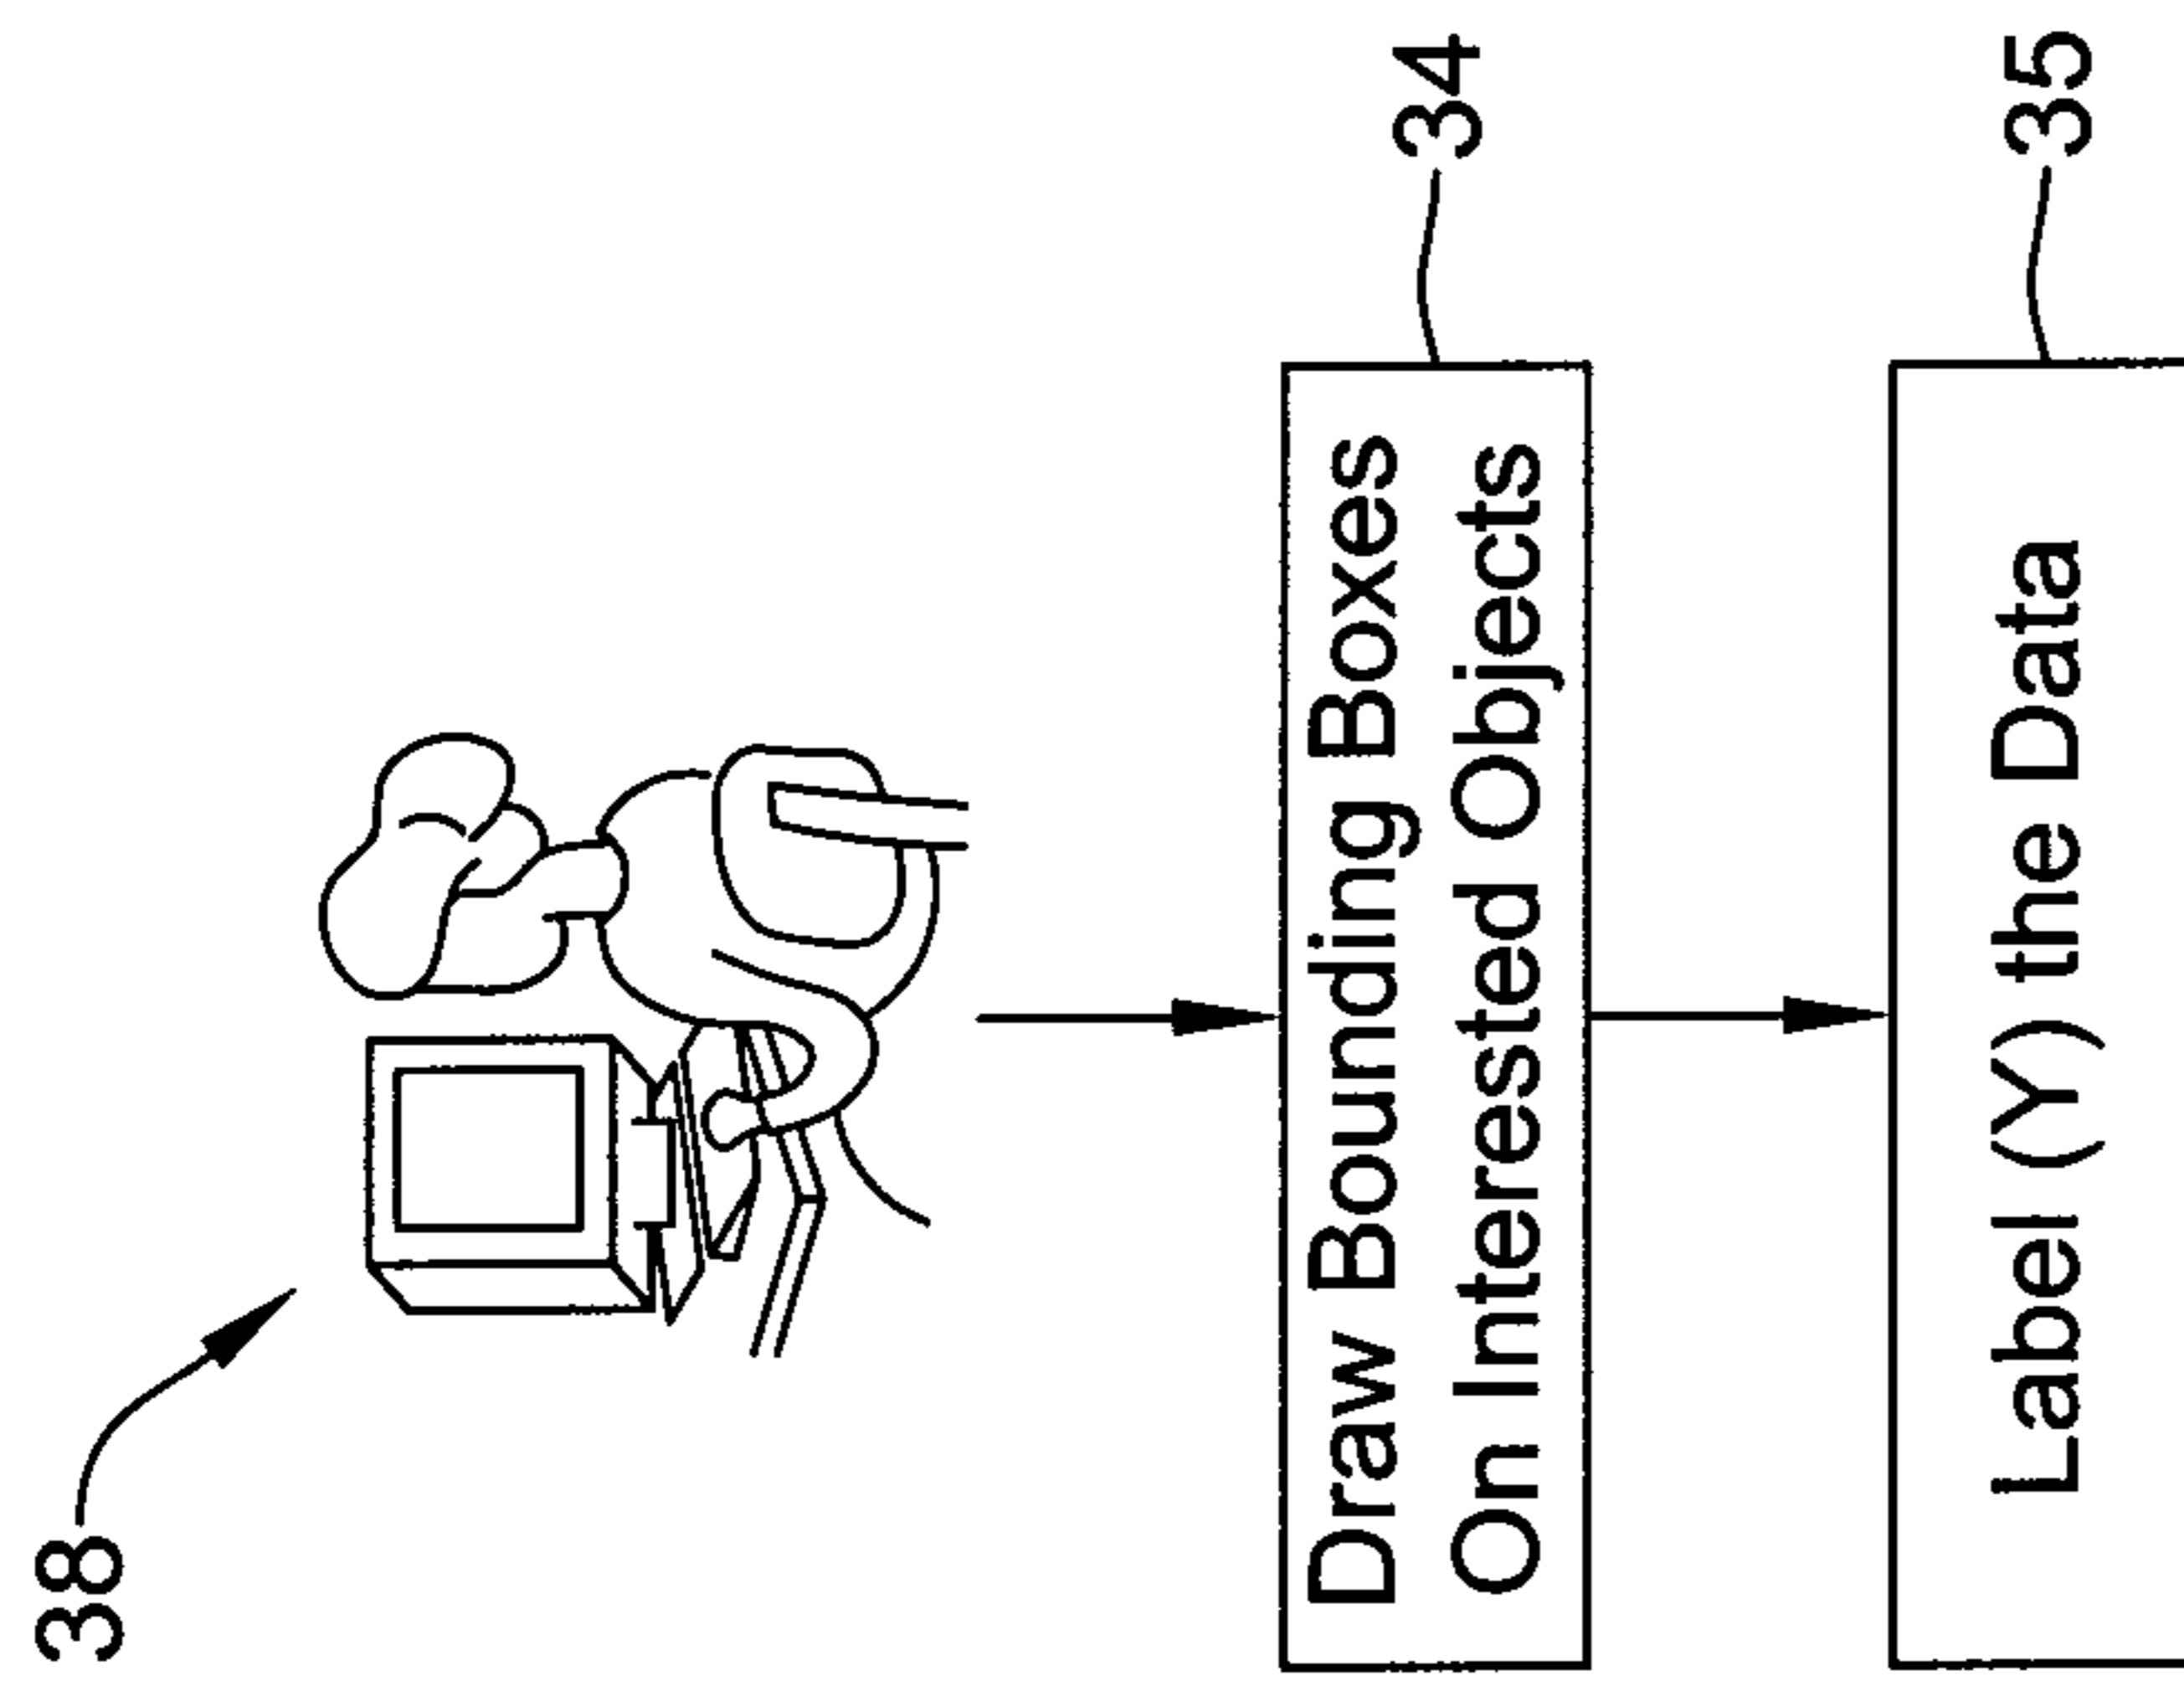 38
34
Draw Bounding Boxes
On Interested Objects
35
Label (Y) the Data